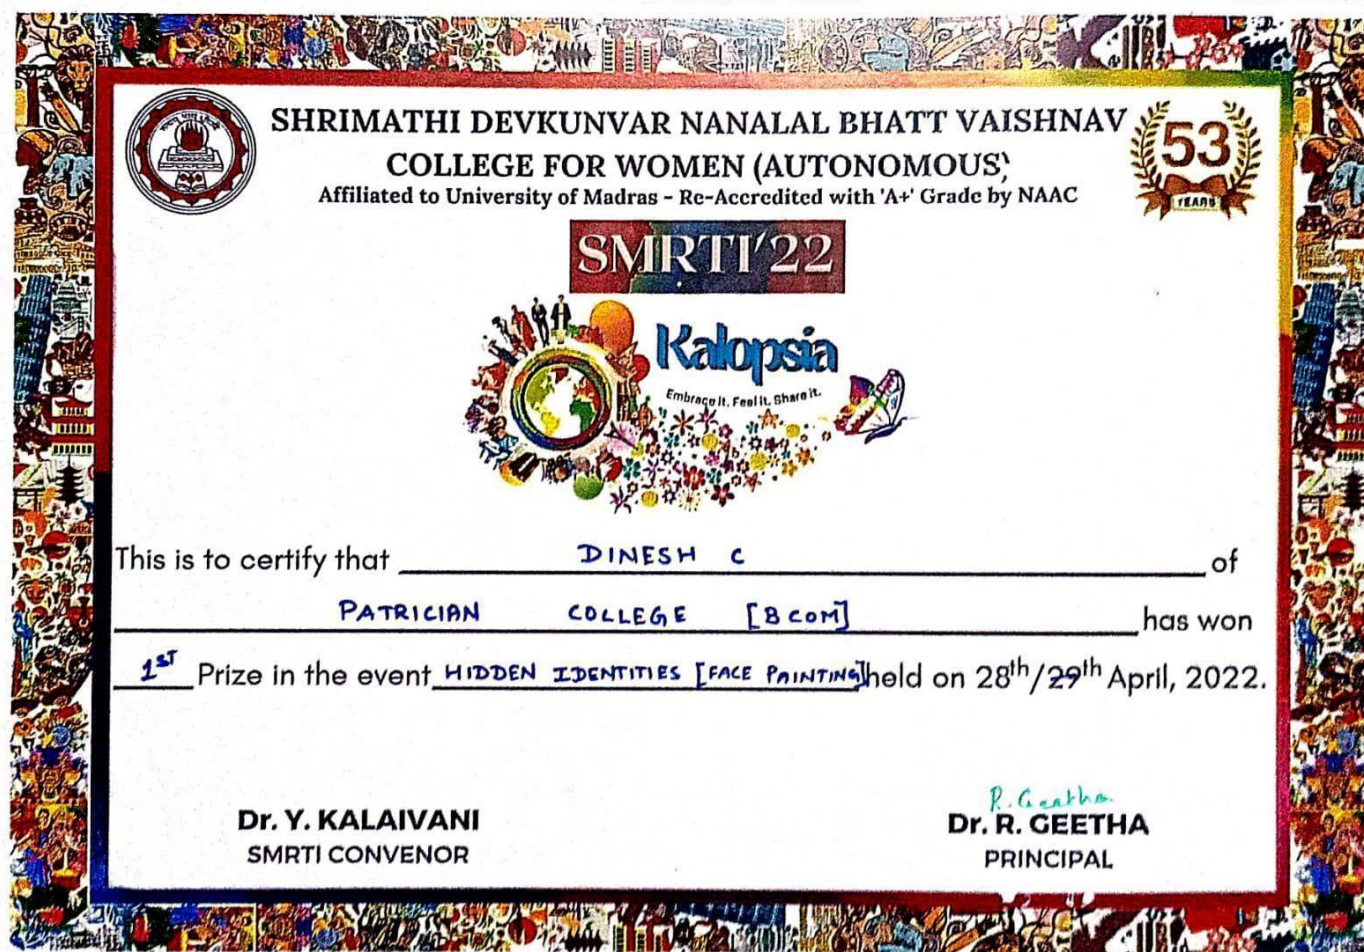 SHRIMATHI DEVKUNVAR NANALAL BHATT VAISHNAV
COLLEGE FOR WOMEN (AUTONOMOUS)
Affiliated to University of Madras - Re-Accredited with 'A+' Grade by NAAC
53
YEARS
SMRTI'22
Kalopsia
Embrace It. Feel it. Share it.
This is to certify that DINESH C of
PATRICIAN COLLEGE [B COM] has won
1ST Prize in the event HIDDEN IDENTITIES [FACE PAINTING] held on 28th/29th April, 2022.
R. Geetha
Dr. Y. KALAIVANI
SMRTI CONVENOR
Dr. R. GEETHA
PRINCIPAL